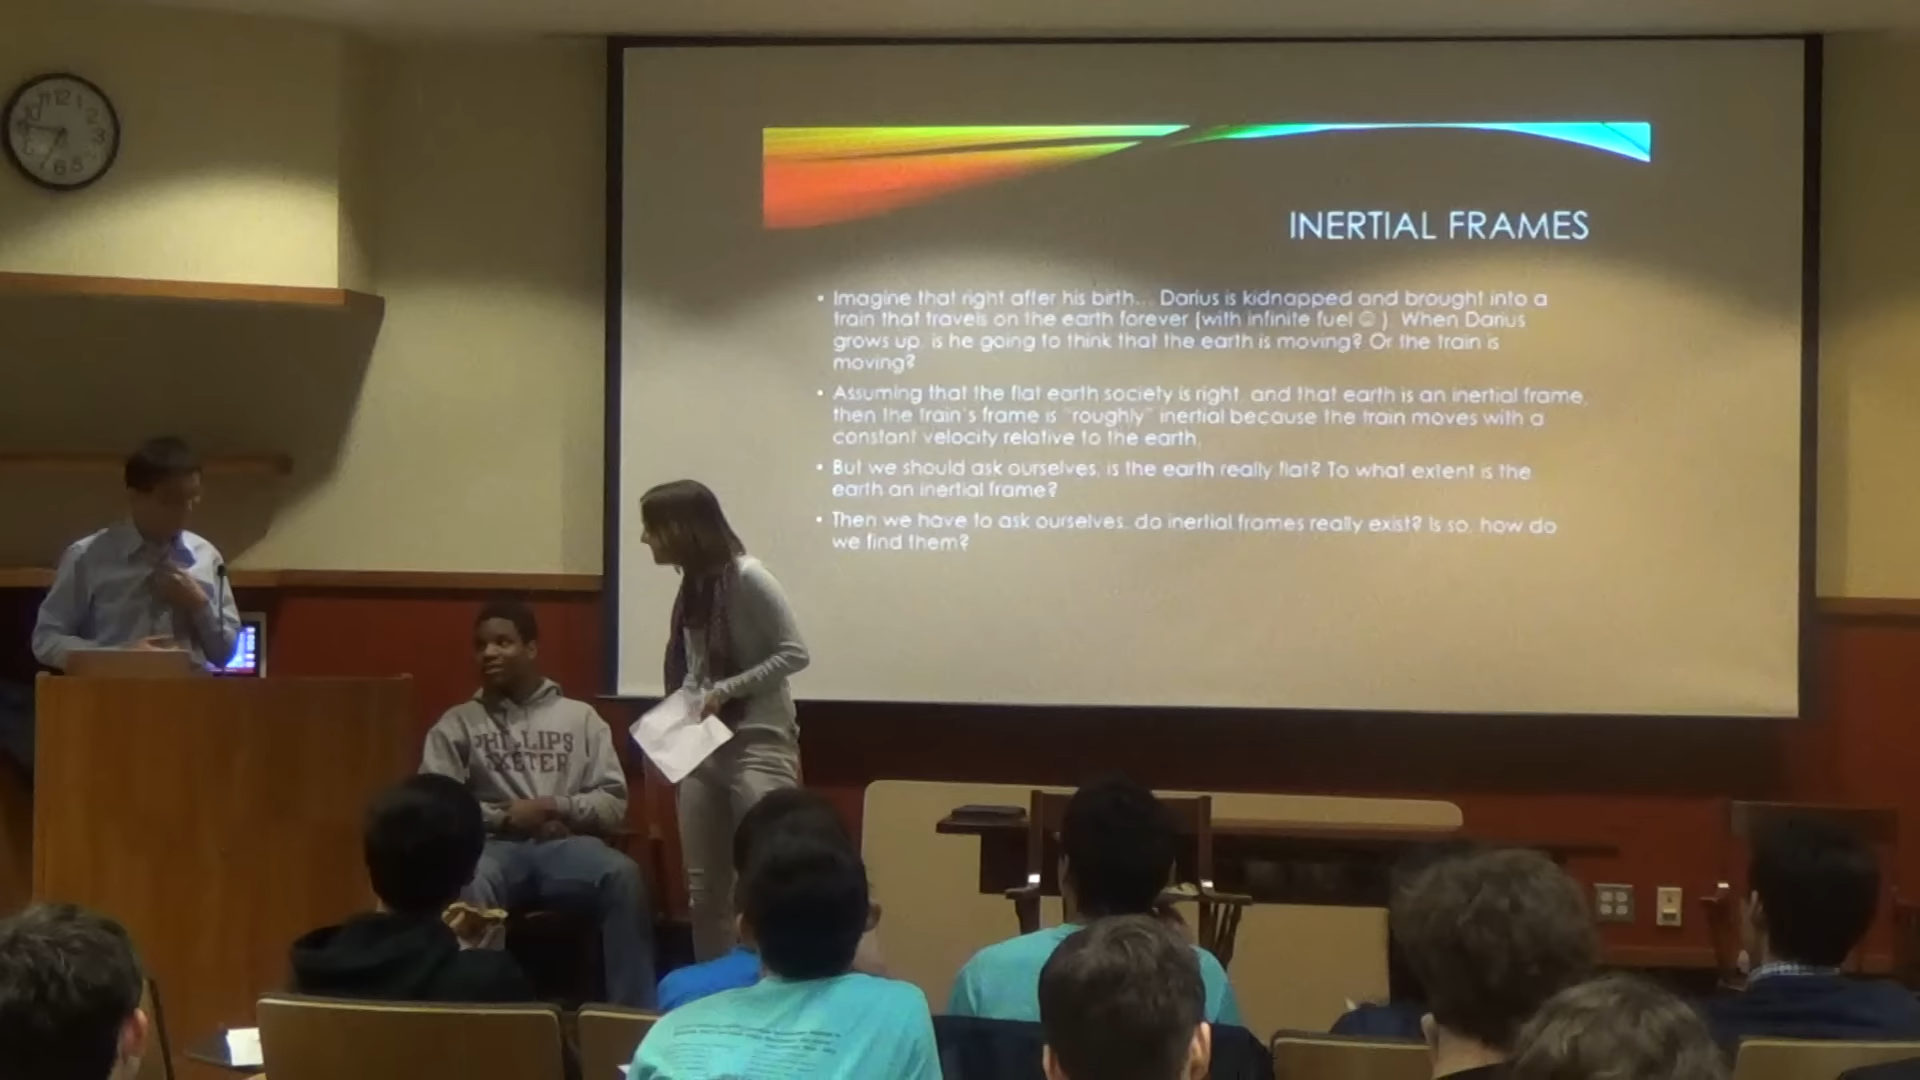 INERTIAL FRAMES
• Imagine that right after his birth... Darius is kidnapped and brought into a
train that travels on the earth forever (with infinite fuel ☺). When Darius
grows up, is he going to think that the earth is moving? Or the train is
moving?
• Assuming that the flat earth society is right, and that earth is an inertial frame,
then the train's frame is "roughly" inertial because the train moves with a
constant velocity relative to the earth.
• But we should ask ourselves, is the earth really flat? To what extent is the
earth an inertial frame?
• Then we have to ask ourselves, do inertial frames really exist? Is so, how do
we find them?
PHILLIPS
EXETER